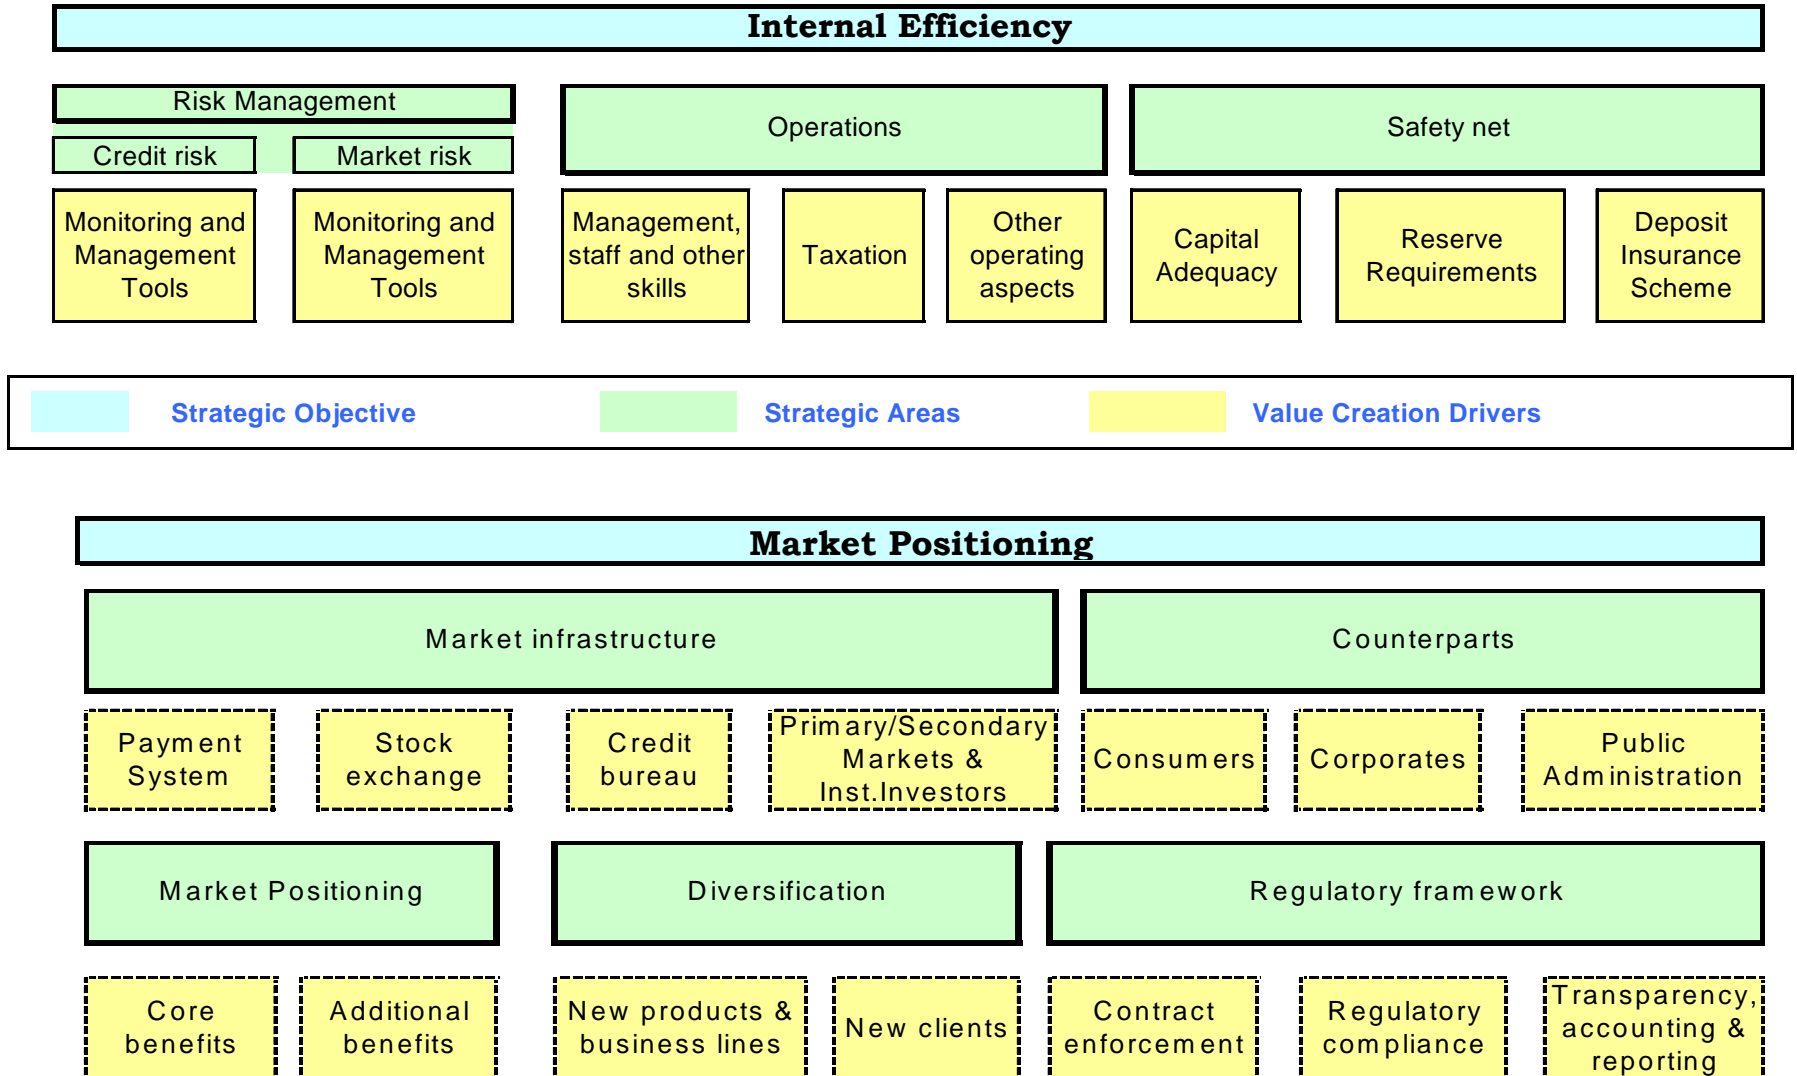 Internal Efficiency
Risk Management
Operations
Safety net
Credit risk
Market risk
Monitoring and
Management
Tools
Monitoring and
Management
Tools
Management,
staff and other
skills
Taxation
Other
operating
aspects
Capital
Adequacy
Reserve
Requirements
Deposit
Insurance
Scheme
Strategic Objective
Strategic Areas
Value Creation Drivers
Market Positioning
Market infrastructure
Counterparts
Payment
System
Stock
exchange
Credit
bureau
Primary/Secondary
Markets &
Inst.Investors
Consumers
Corporates
Public
Administration
Market Positioning
Diversification
Regulatory framework
Core
benefits
Additional
benefits
New products &
business lines
New clients
Contract
enforcement
Regulatory
compliance
Transparency,
accounting &
reporting